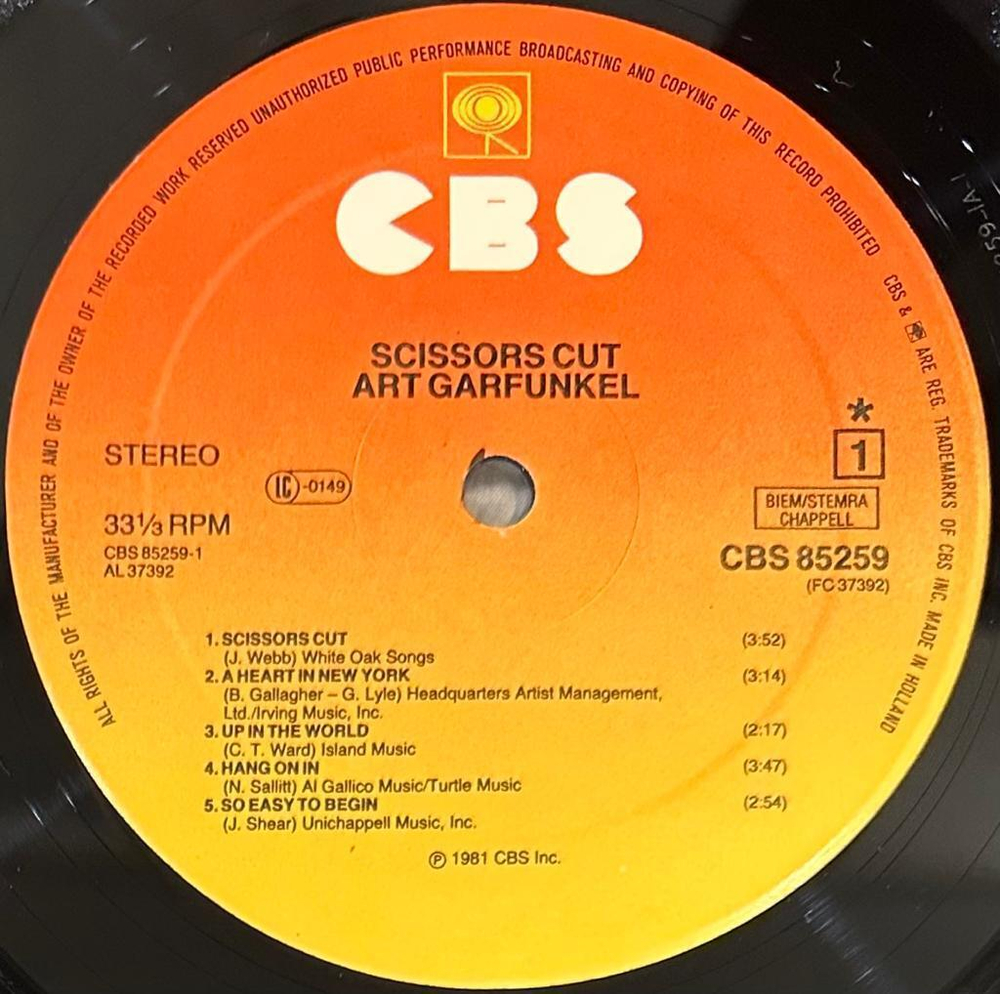 ALL RIGHTS OF THE MANUFACTURER AND OF THE OWNER OF THE RECORDED WORK RESERVED UNAUTHORIZED PUBLIC PERFORMANCE BROADCASTING AND COPYING OF THIS RECORD PROHIBITED CBS & ARE REG. TRADEMARKS OF CBS INC. MADE IN HOLLAND
CBS
SCISSORS CUT
ART GARFUNKEL
STEREO
IC -0149
33⅓ RPM
CBS 85259-1
AL 37392
*
1
BIEM/STEMRA
CHAPPELL
CBS 85259
(FC 37392)
1. SCISSORS CUT (3:52)
(J. Webb) White Oak Songs
2. A HEART IN NEW YORK (3:14)
(B. Gallagher – G. Lyle) Headquarters Artist Management,
Ltd./Irving Music, Inc.
3. UP IN THE WORLD (2:17)
(C. T. Ward) Island Music
4. HANG ON IN (3:47)
(N. Sallitt) Al Gallico Music/Turtle Music
5. SO EASY TO BEGIN (2:54)
(J. Shear) Unichappell Music, Inc.
℗ 1981 CBS Inc.